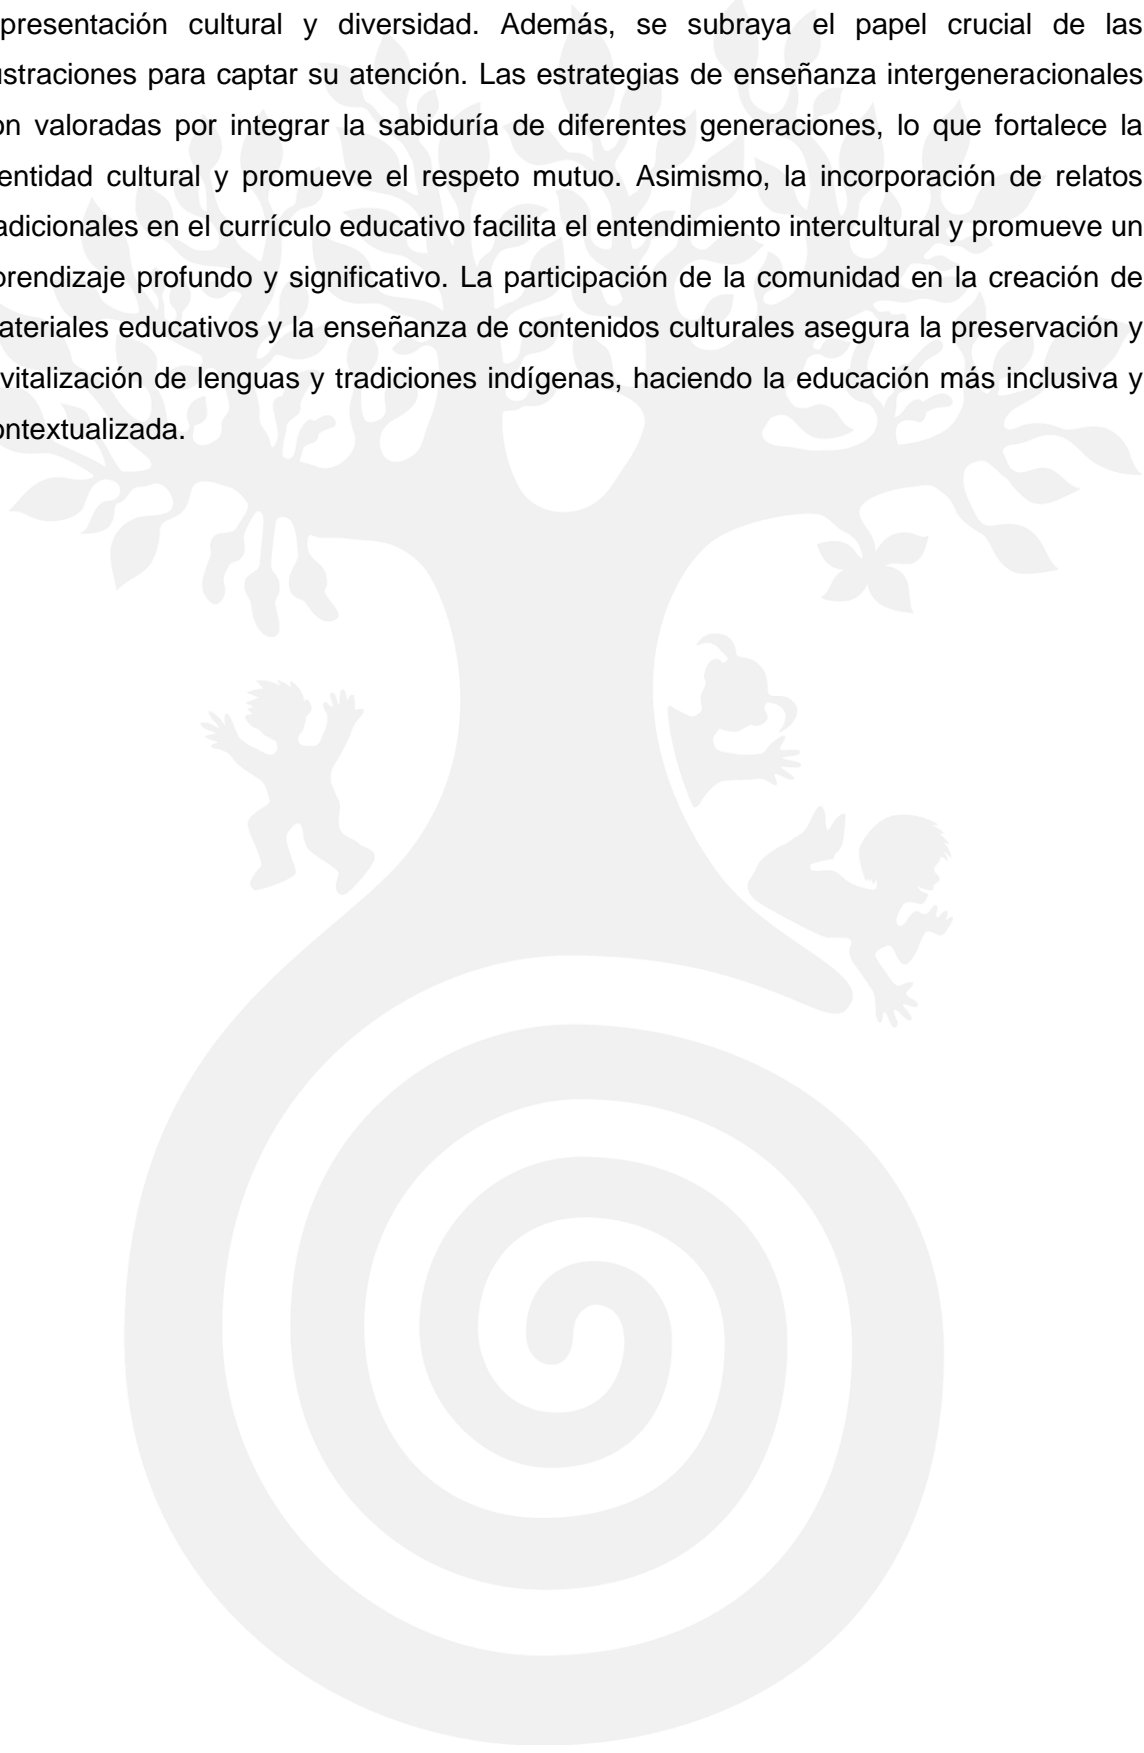 presentación cultural y diversidad. Además, se subraya el papel crucial de las
ustraciones para captar su atención. Las estrategias de enseñanza intergeneracionales
on valoradas por integrar la sabiduría de diferentes generaciones, lo que fortalece la
entidad cultural y promueve el respeto mutuo. Asimismo, la incorporación de relatos
adicionales en el currículo educativo facilita el entendimiento intercultural y promueve un
prendizaje profundo y significativo. La participación de la comunidad en la creación de
ateriales educativos y la enseñanza de contenidos culturales asegura la preservación y
vitalización de lenguas y tradiciones indígenas, haciendo la educación más inclusiva y
ontextualizada.